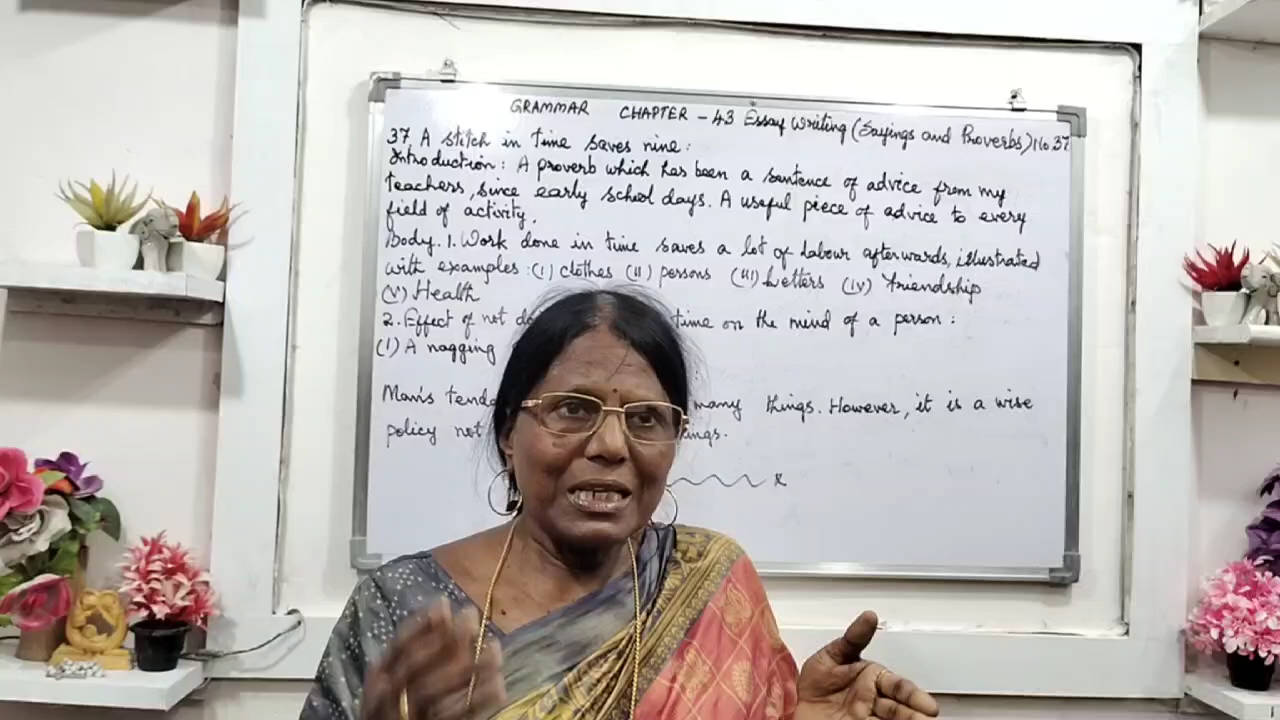 GRAMMAR CHAPTER - 43 Essay Writing (Sayings and Proverbs) No. 37
37 A stitch in time saves nine:
Introduction: A proverb which has been a sentence of advice from my
teachers, since early school days. A useful piece of advice to every
field of activity.
Body. 1. Work done in time saves a lot of labour afterwards, illustrated
with examples: (i) clothes (ii) persons (iii) Letters (iv) friendship
(v) Health
2. Effect of not time on the mind of a person:
(i) A nagging
Man's many things. However, it is a wise
policy not